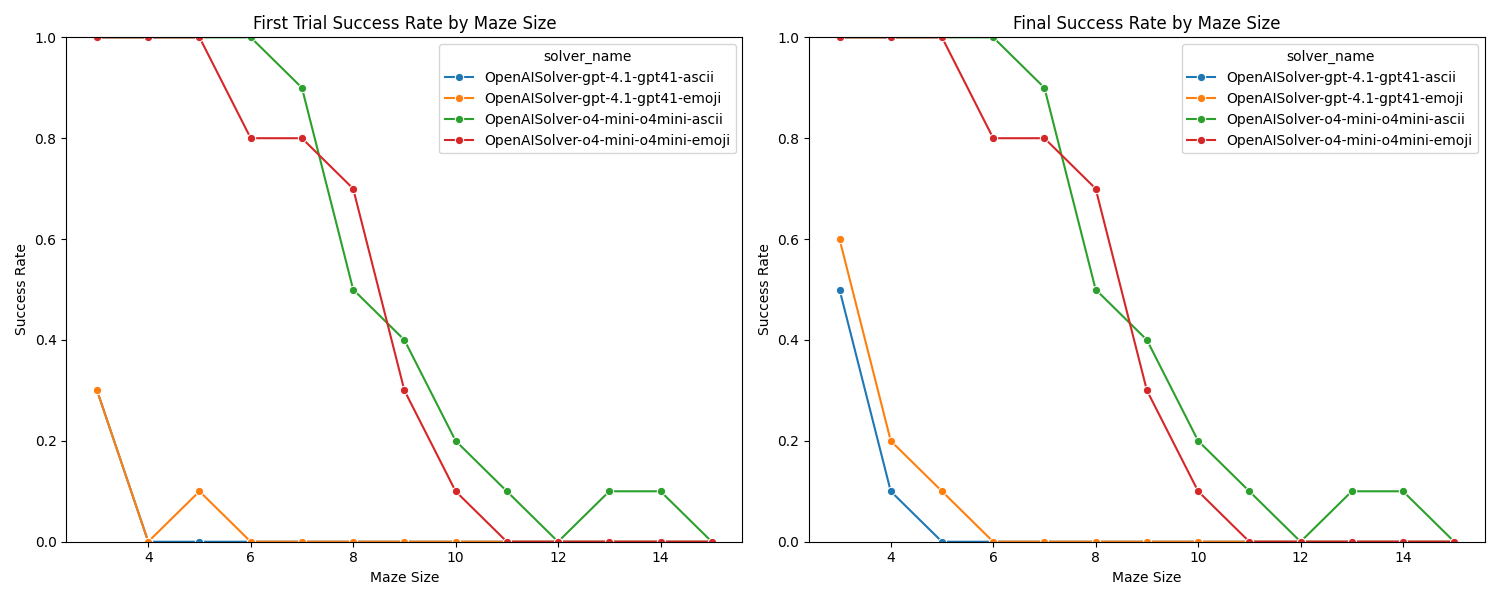 First Trial Success Rate by Maze Size
1.0
0.8
0.6
0.4
0.2
0.0
Success Rate
4
6
8
10
12
14
Maze Size
solver_name
OpenAISolver-gpt-4.1-gpt41-ascii
OpenAISolver-gpt-4.1-gpt41-emoji
OpenAISolver-o4-mini-o4mini-ascii
OpenAISolver-o4-mini-o4mini-emoji
Final Success Rate by Maze Size
1.0
0.8
0.6
0.4
0.2
0.0
Success Rate
4
6
8
10
12
14
Maze Size
solver_name
OpenAISolver-gpt-4.1-gpt41-ascii
OpenAISolver-gpt-4.1-gpt41-emoji
OpenAISolver-o4-mini-o4mini-ascii
OpenAISolver-o4-mini-o4mini-emoji